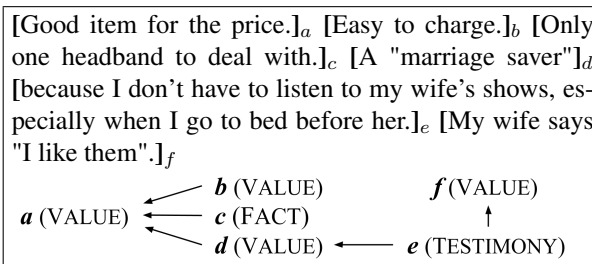 [Good item for the price.]a [Easy to charge.]b [Only
one headband to deal with.]c [A "marriage saver"]d
[because I don't have to listen to my wife's shows, es-
pecially when I go to bed before her.]e [My wife says
"I like them".]f
b (VALUE) f (VALUE)
a (VALUE) c (FACT)
d (VALUE) e (TESTIMONY)